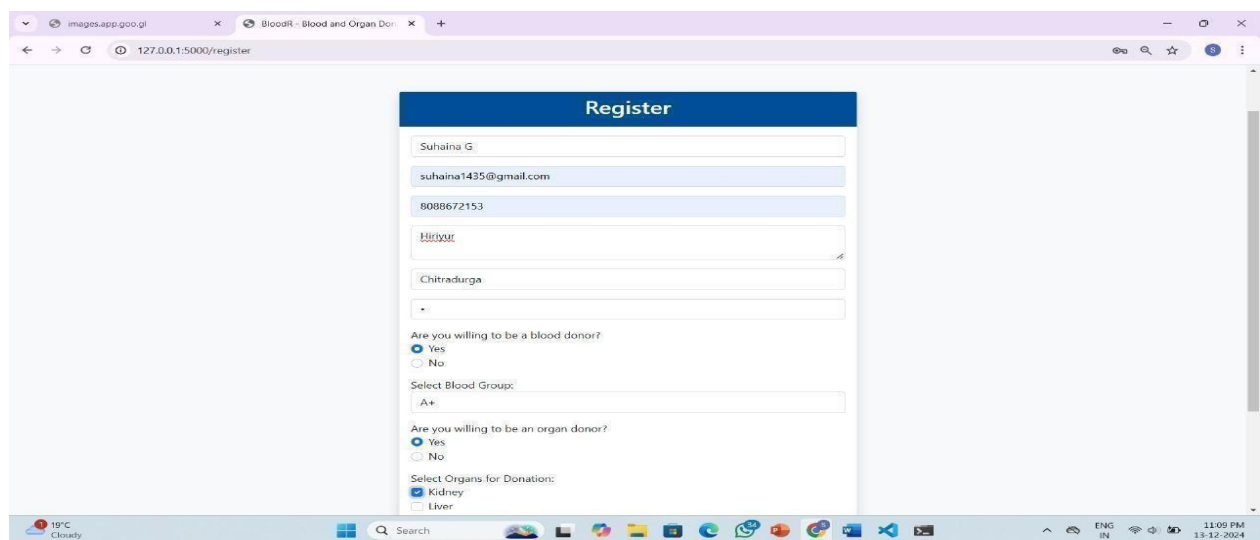 images.app.goo.gl
BloodR - Blood and Organ Don
127.0.0.1:5000/register
S
Register
Suhaina G
suhaina1435@gmail.com
8088672153
Hiriyur
Chitradurga
Are you willing to be a blood donor?
Yes
No
Select Blood Group:
A+
Are you willing to be an organ donor?
Yes
No
Select Organs for Donation:
Kidney
Liver
1
19°C
Cloudy
Search
34
ENG
IN
11:09 PM
13-12-2024